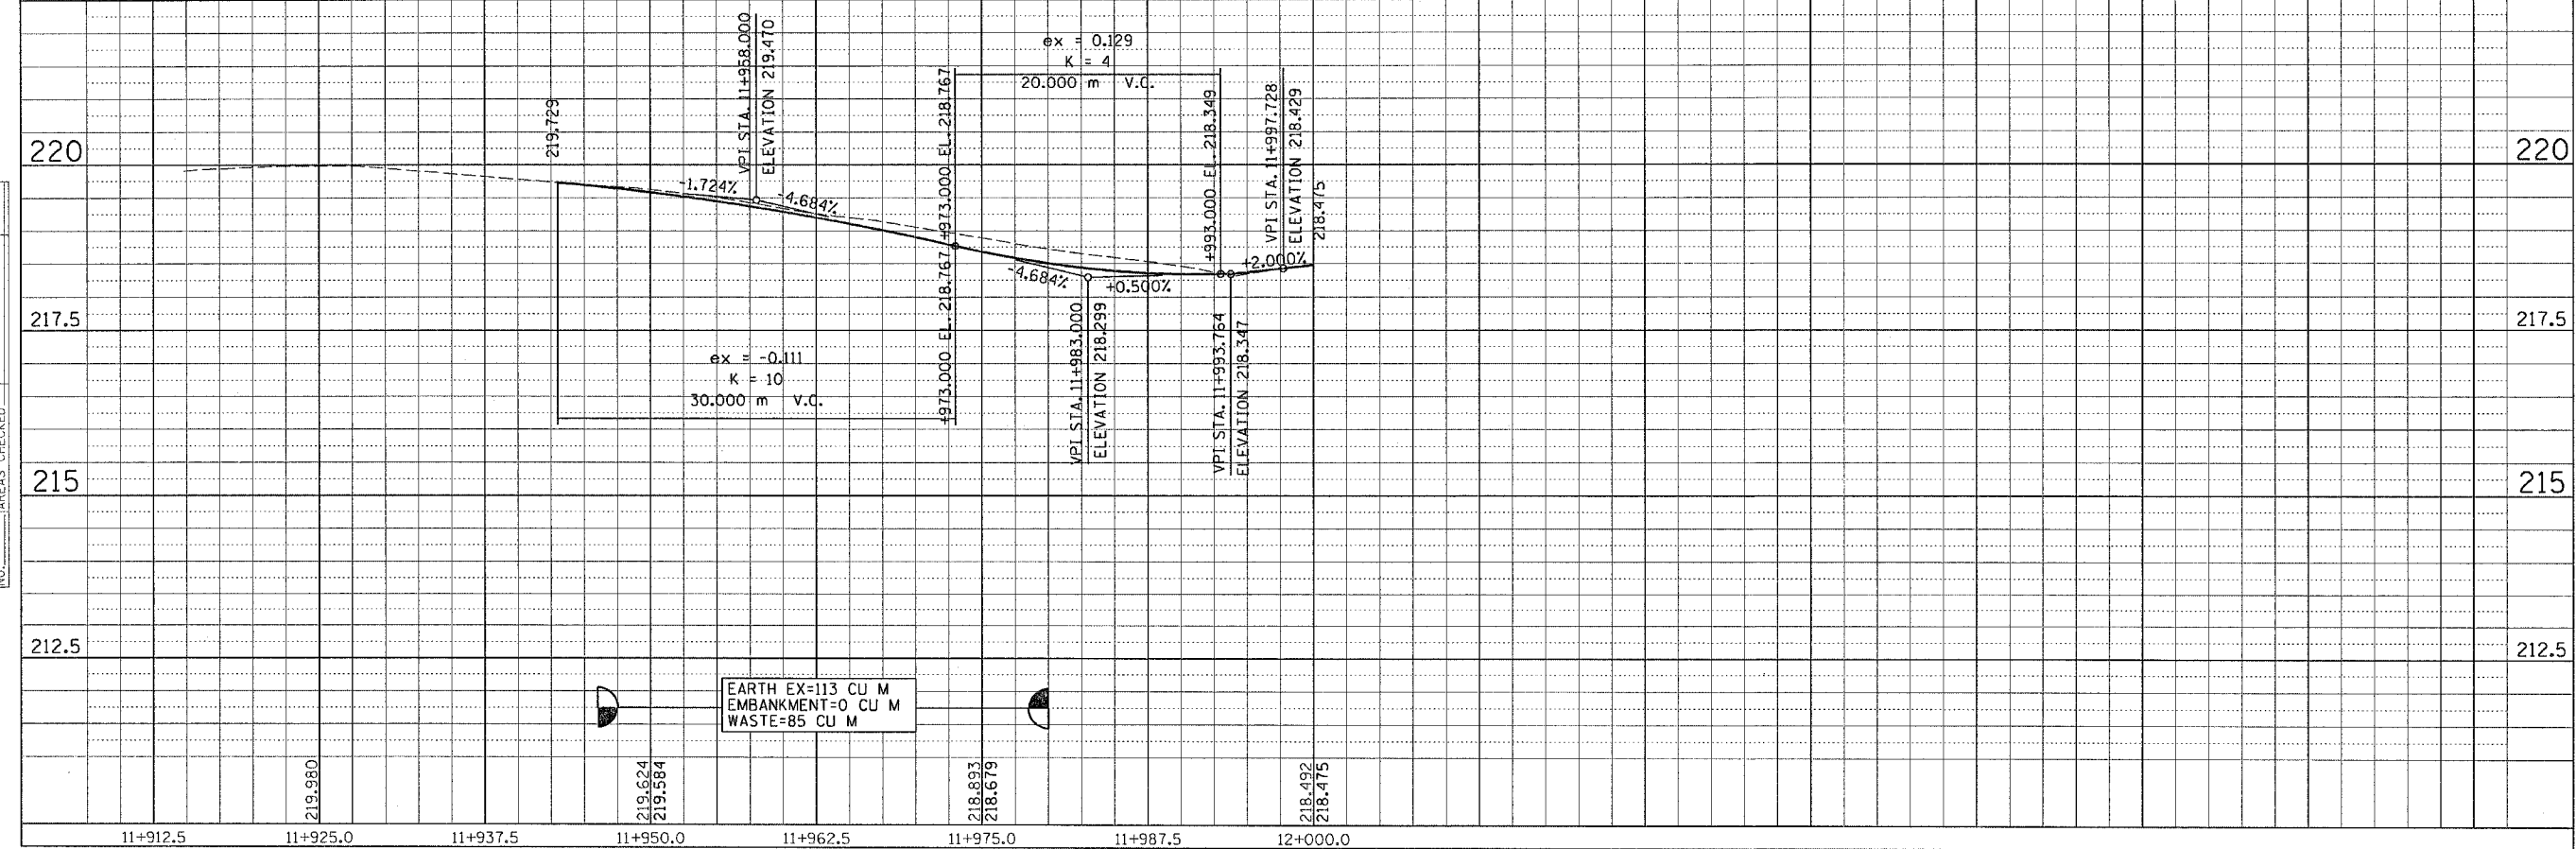 ex = 0.129
K = 4
20.000 m V.C.
VPI STA. 11+958.000
ELEVATION 219.470
219.729
+973.000 EL. 218.767
+993.000 EL. 218.349
VPI STA. 11+997.728
ELEVATION 218.429
218.475
220
220
-1.724%
-4.684%
-4.684%
+0.500%
+2.000%
217.5
217.5
ex = -0.111
K = 10
30.000 m V.C.
+973.000 EL. 218.767
VPI STA. 11+983.000
ELEVATION 218.299
VPI STA. 11+993.764
ELEVATION 218.347
215
215
NO. AREAS CHECKED
212.5
212.5
EARTH EX=113 CU M
EMBANKMENT=0 CU M
WASTE=85 CU M
219.980
219.624
219.584
218.893
218.679
218.492
218.475
11+912.5 11+925.0 11+937.5 11+950.0 11+962.5 11+975.0 11+987.5 12+000.0